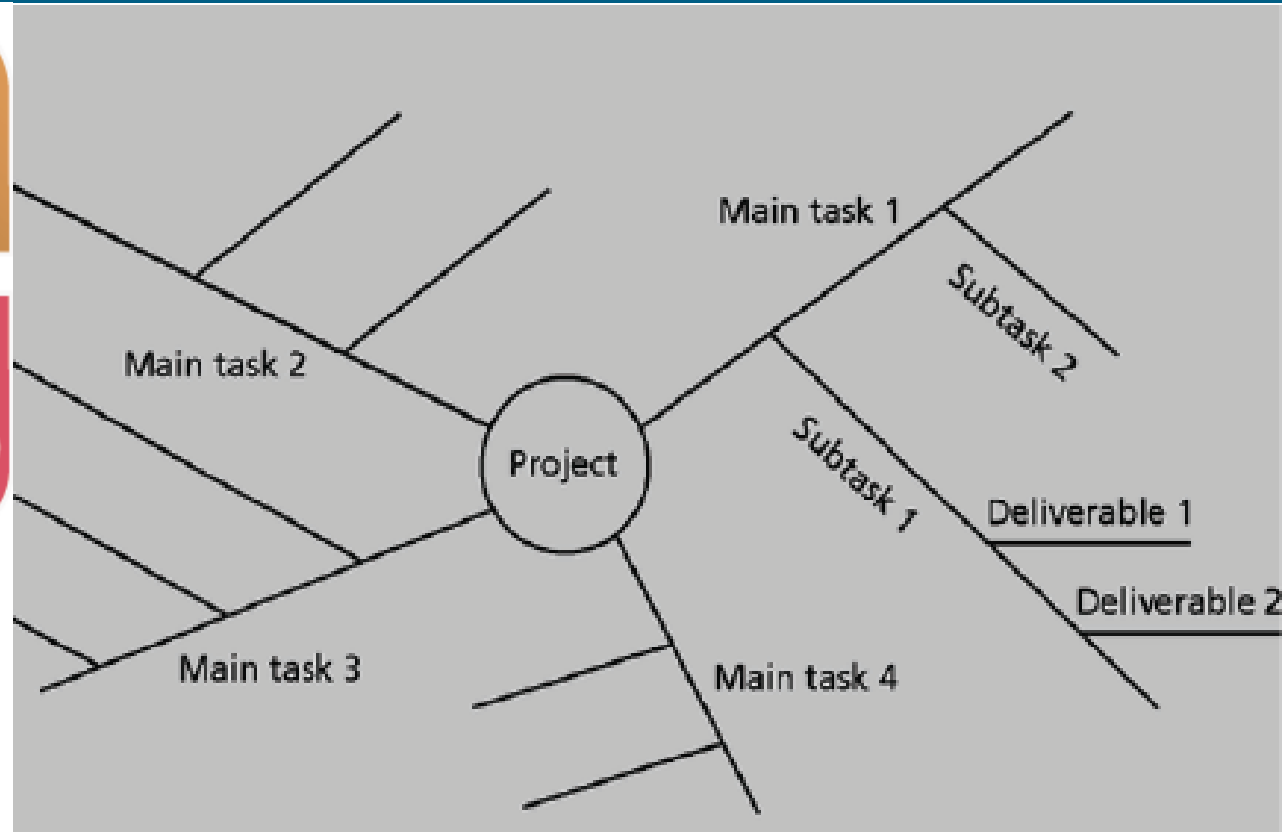 Main task 1
Subtask 2
Main task 2
Project
Subtask 1
Deliverable 1
Deliverable 2
Main task 3
Main task 4